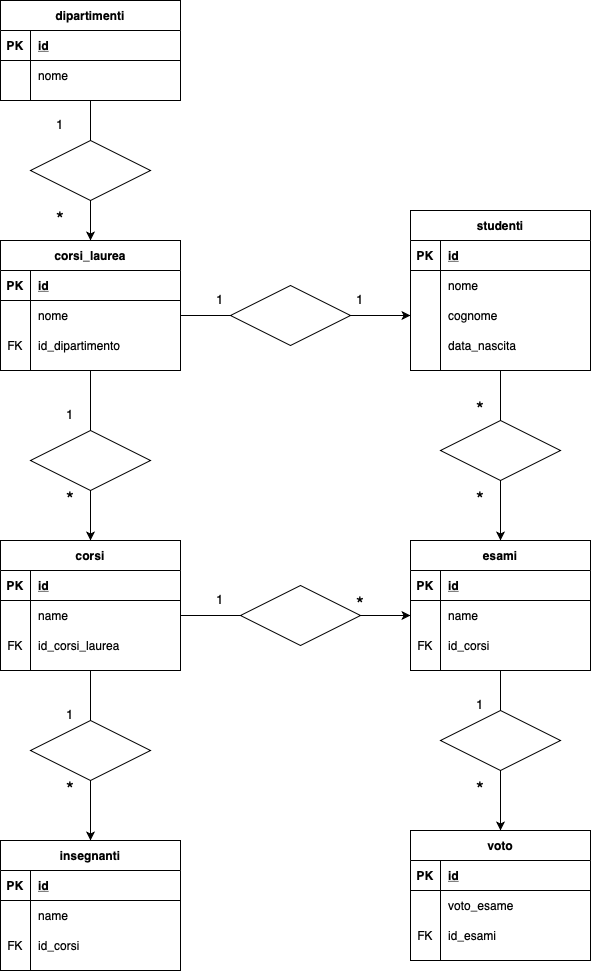 dipartimenti
PK id
nome
1
*
corsi_laurea
PK id
nome
FK id_dipartimento
1 1
studenti
PK id
nome
cognome
data_nascita
1
*
*
*
corsi
PK id
name
FK id_corsi_laurea
1 *
esami
PK id
name
FK id_corsi
1
*
1
*
insegnanti
PK id
name
FK id_corsi
voto
PK id
voto_esame
FK id_esami